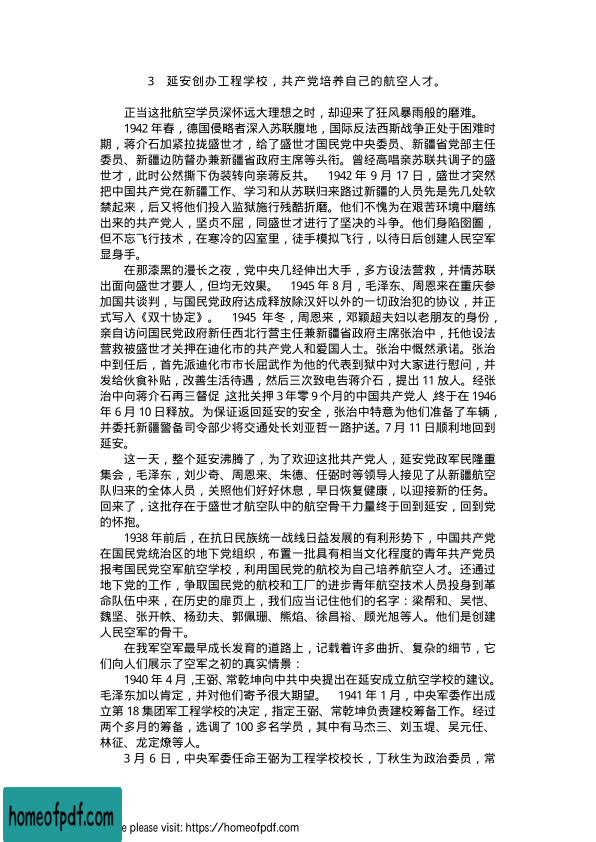 3 延安创办工程学校，共产党培养自己的航空人才。
正当这批航空学员深怀远大理想之时，却迎来了狂风暴雨般的磨难。
1942 年春，德国侵略者深入苏联腹地，国际反法西斯战争正处于困难时
期，蒋介石加紧拉拢盛世才，给了盛世才国民党中央委员、新疆省党部主任
委员、新疆边防督办兼新疆省政府主席等头衔。曾经高唱亲苏联共调子的盛
世才，此时公然撕下伪装转向亲蒋反共。 1942 年 9 月 17 日，盛世才突然
把中国共产党在新疆工作、学习和从苏联归来路过新疆的人员先是先几处软
禁起来，后又将他们投入监狱施行残酷折磨。他们不愧为在艰苦环境中磨练
出来的共产党人，坚贞不屈，同盛世才进行了坚决的斗争。他们身陷囹圄，
但不忘飞行技术，在寒冷的囚室里，徒手模拟飞行，以待日后创建人民空军
显身手。
在那漆黑的漫长之夜，党中央几经伸出大手，多方设法营救，并情苏联
出面向盛世才要人，但均无效果。 1945 年 8 月，毛泽东、周恩来在重庆参
加国共谈判，与国民党政府达成释放除汉奸以外的一切政治犯的协议，并正
式写入《双十协定》。 1945 年冬，周恩来，邓颖超夫妇以老朋友的身份，
亲自访问国民党政府新任西北行营主任兼新疆省政府主席张治中，托他设法
营救被盛世才关押在迪化市的共产党人和爱国人士。张治中慨然承诺。张治
中到任后，首先派迪化市市长屈武作为他的代表到狱中对大家进行慰问，并
发给伙食补贴，改善生活待遇，然后三次致电告蒋介石，提出 11 放人。经张
治中向蒋介石再三督促，这批关押 3 年零 9 个月的中国共产党人，终于在 1946
年 6 月 10 日释放。为保证返回延安的安全，张治中特意为他们准备了车辆，
并委托新疆警备司令部少将交通处长刘亚哲一路护送。7 月 11 日顺利地回到
延安。
这一天，整个延安沸腾了，为了欢迎这批共产党人，延安党政军民隆重
集会，毛泽东，刘少奇、周恩来、朱德、任弼时等领导人接见了从新疆航空
队归来的全体人员，关照他们好好休息，早日恢复健康，以迎接新的任务。
回来了，这批存在于盛世才航空队中的航空骨干力量终于回到延安，回到党
的怀抱。
1938 年前后，在抗日民族统一战线日益发展的有利形势下，中国共产党
在国民党统治区的地下党组织，布置一批具有相当文化程度的青年共产党员
报考国民党空军航空学校，利用国民党的航校为自己培养航空人才。还通过
地下党的工作，争取国民党的航校和工厂的进步青年航空技术人员投身到革
命队伍中来，在历史的扉页上，我们应当记住他们的名字：梁帮和、吴恺、
魏坚、张开帙、杨劲夫、郭佩珊、熊焰、徐昌裕、顾光旭等人。他们是创建
人民空军的骨干。
在我军空军最早成长发育的道路上，记载着许多曲折、复杂的细节，它
们向人们展示了空军之初的真实情景：
1940 年 4 月，王弼、常乾坤向中共中央提出在延安成立航空学校的建议。
毛泽东加以肯定，并对他们寄予很大期望。 1941 年 1 月，中央军委作出成
立第 18 集团军工程学校的决定，指定王弼、常乾坤负责建校筹备工作。经过
两个多月的筹备，选调了 100 多名学员，其中有马杰三、刘玉堤、吴元任、
林征、龙定燎等人。
3 月 6 日，中央军委任命王弼为工程学校校长，丁秋生为政治委员，常
homeofpdf.com
e please visit: https://homeofpdf.com